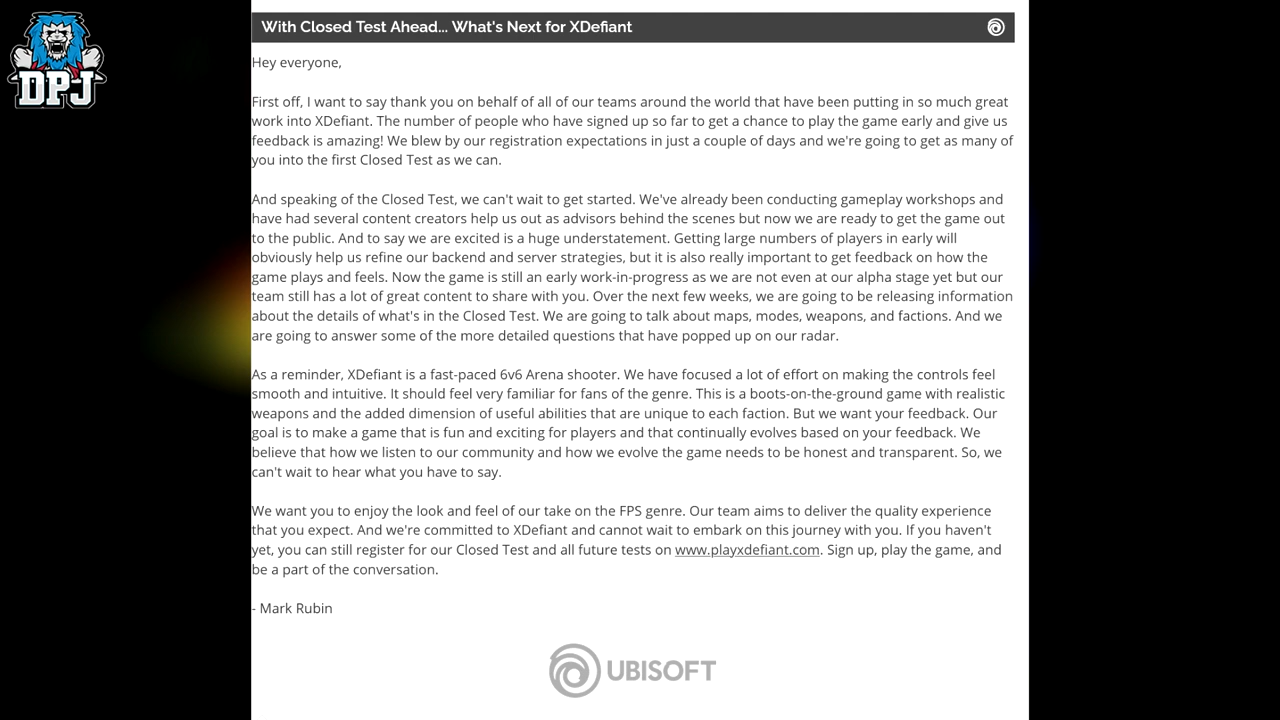 DPJ
With Closed Test Ahead... What's Next for XDefiant
Hey everyone,
First off, I want to say thank you on behalf of all of our teams around the world that have been putting in so much great
work into XDefiant. The number of people who have signed up so far to get a chance to play the game early and give us
feedback is amazing! We blew by our registration expectations in just a couple of days and we're going to get as many of
you into the first Closed Test as we can.
And speaking of the Closed Test, we can't wait to get started. We've already been conducting gameplay workshops and
have had several content creators help us out as advisors behind the scenes but now we are ready to get the game out
to the public. And to say we are excited is a huge understatement. Getting large numbers of players in early will
obviously help us refine our backend and server strategies, but it is also really important to get feedback on how the
game plays and feels. Now the game is still an early work-in-progress as we are not even at our alpha stage yet but our
team still has a lot of great content to share with you. Over the next few weeks, we are going to be releasing information
about the details of what's in the Closed Test. We are going to talk about maps, modes, weapons, and factions. And we
are going to answer some of the more detailed questions that have popped up on our radar.
As a reminder, XDefiant is a fast-paced 6v6 Arena shooter. We have focused a lot of effort on making the controls feel
smooth and intuitive. It should feel very familiar for fans of the genre. This is a boots-on-the-ground game with realistic
weapons and the added dimension of useful abilities that are unique to each faction. But we want your feedback. Our
goal is to make a game that is fun and exciting for players and that continually evolves based on your feedback. We
believe that how we listen to our community and how we evolve the game needs to be honest and transparent. So, we
can't wait to hear what you have to say.
We want you to enjoy the look and feel of our take on the FPS genre. Our team aims to deliver the quality experience
that you expect. And we're committed to XDefiant and cannot wait to embark on this journey with you. If you haven't
yet, you can still register for our Closed Test and all future tests on www.playxdefiant.com. Sign up, play the game, and
be a part of the conversation.
- Mark Rubin
UBISOFT